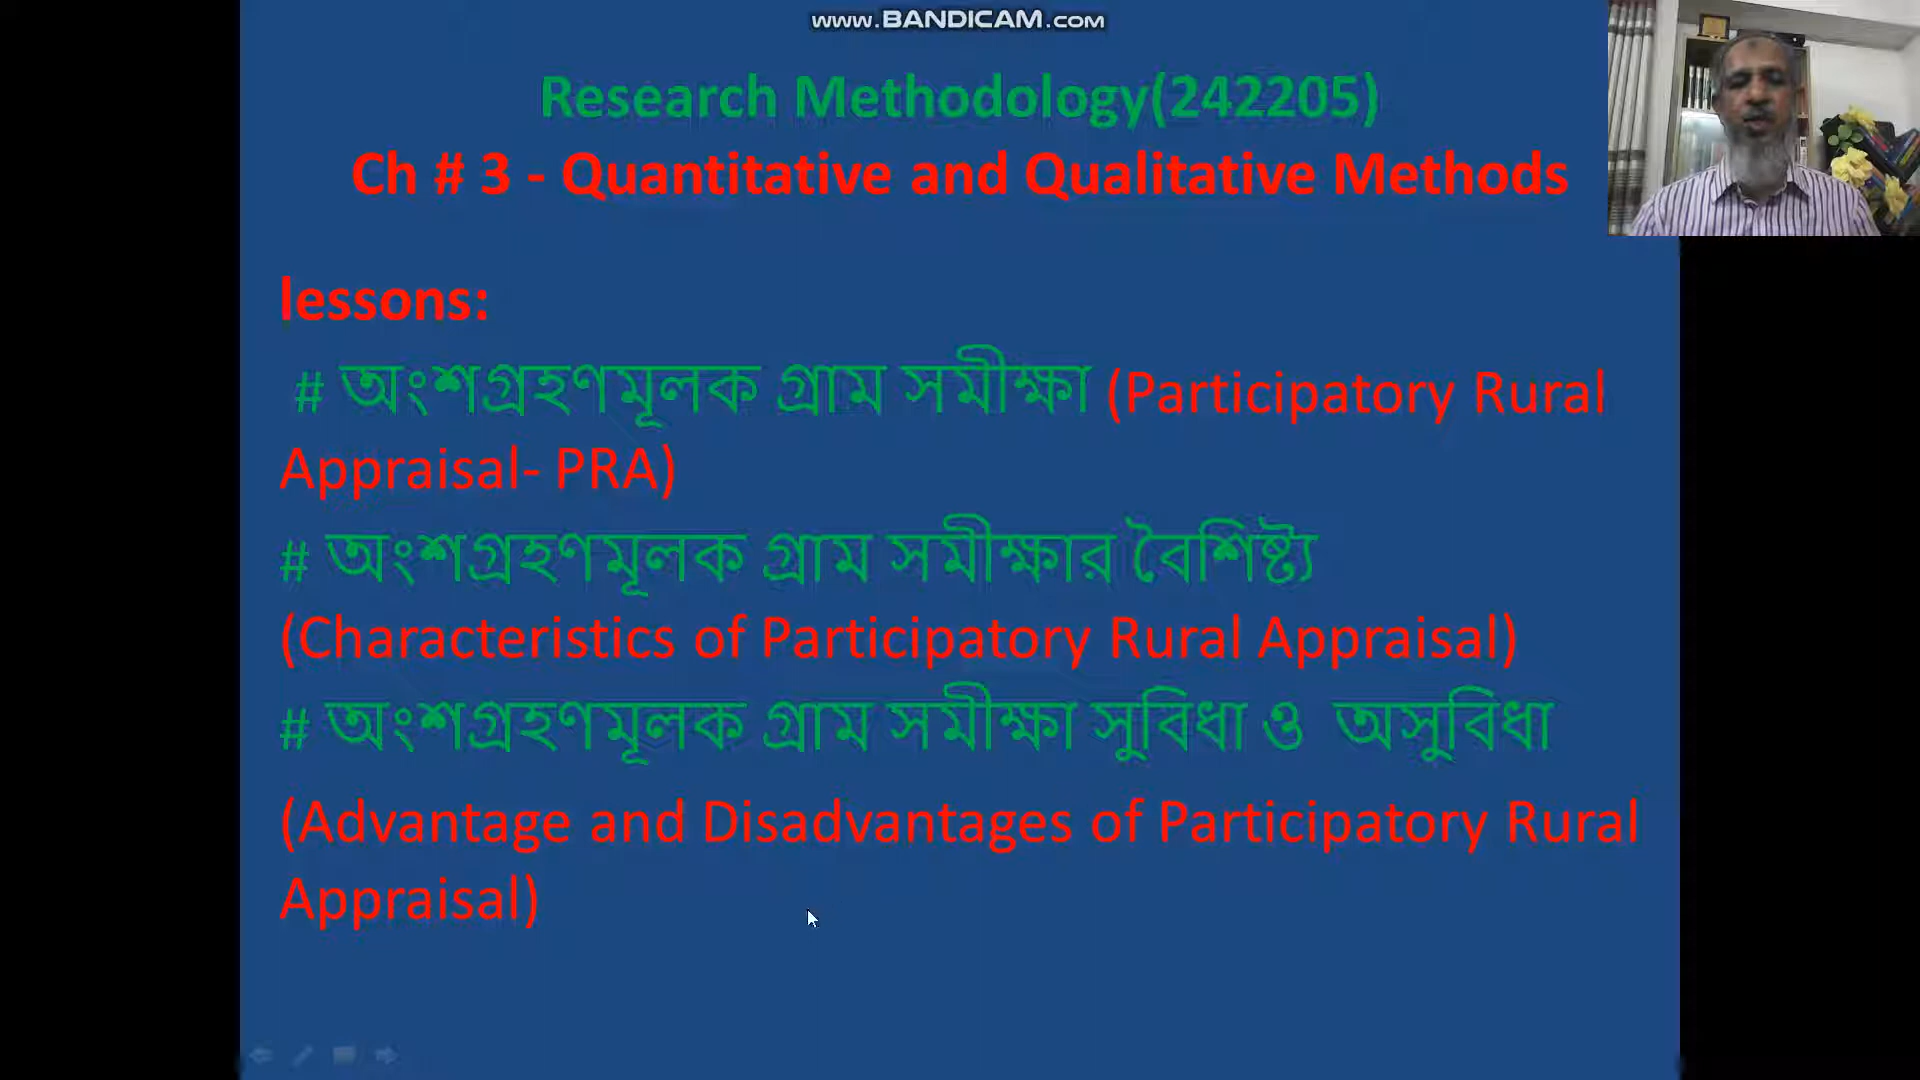 www.BANDICAM.com
Research Methodology(242205)
Ch # 3 - Quantitative and Qualitative Methods
lessons:
# অংশগ্রহণমূলক গ্রাম সমীক্ষা (Participatory Rural
Appraisal- PRA)
# অংশগ্রহণমূলক গ্রাম সমীক্ষার বৈশিষ্ট্য
(Characteristics of Participatory Rural Appraisal)
# অংশগ্রহণমূলক গ্রাম সমীক্ষা সুবিধা ও অসুবিধা
(Advantage and Disadvantages of Participatory Rural
Appraisal)